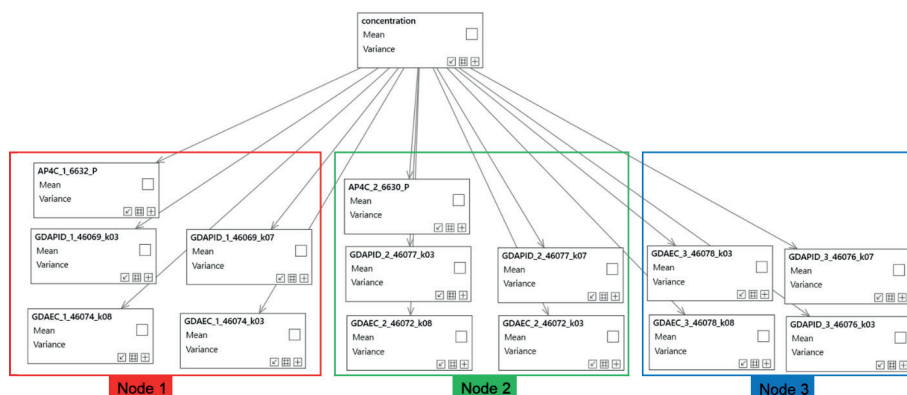 concentration
Mean
Variance
AP4C_1_6632_P
Mean
Variance
GDAPID_1_46069_k03
Mean
Variance
GDAPID_1_46069_k07
Mean
Variance
GDAEC_1_46074_k08
Mean
Variance
GDAEC_1_46074_k03
Mean
Variance
Node 1
AP4C_2_6630_P
Mean
Variance
GDAPID_2_46077_k03
Mean
Variance
GDAPID_2_46077_k07
Mean
Variance
GDAEC_2_46072_k08
Mean
Variance
GDAEC_2_46072_k03
Mean
Variance
Node 2
GDAEC_3_46078_k03
Mean
Variance
GDAPID_3_46076_k07
Mean
Variance
GDAEC_3_46078_k08
Mean
Variance
GDAPID_3_46076_k03
Mean
Variance
Node 3